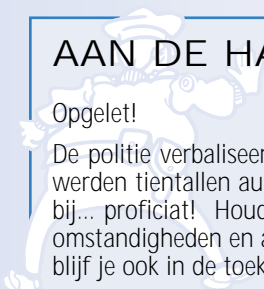 AAN DE HA
Opgelet!
De politie verbaliseer
werden tientallen au
bij... proficiat! Houd
omstandigheden en a
blijf je ook in de toek